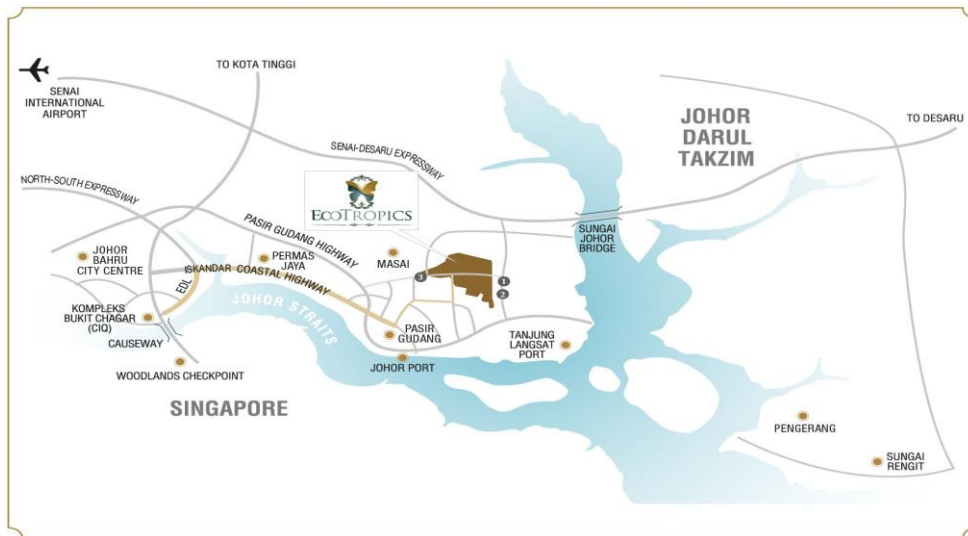 TO KOTA TINGGI
SENAI
INTERNATIONAL
AIRPORT
JOHOR
DARUL
TAKZIM
TO DESARU
SENAI-DESARU EXPRESSWAY
NORTH-SOUTH EXPRESSWAY
ECOTROPICS
PASIR GUDANG HIGHWAY
SUNGAI
JOHOR
BRIDGE
JOHOR
BAHRU
CITY CENTRE
PERMAS
JAYA
MASAI
ISKANDAR COASTAL HIGHWAY
EDL
3
1
2
JOHOR STRAITS
KOMPLEKS
BUKIT CHAGAR
(CIQ)
CAUSEWAY
PASIR
GUDANG
TANJUNG
LANGSAT
PORT
JOHOR PORT
WOODLANDS CHECKPOINT
SINGAPORE
PENGERANG
SUNGAI
RENGIT